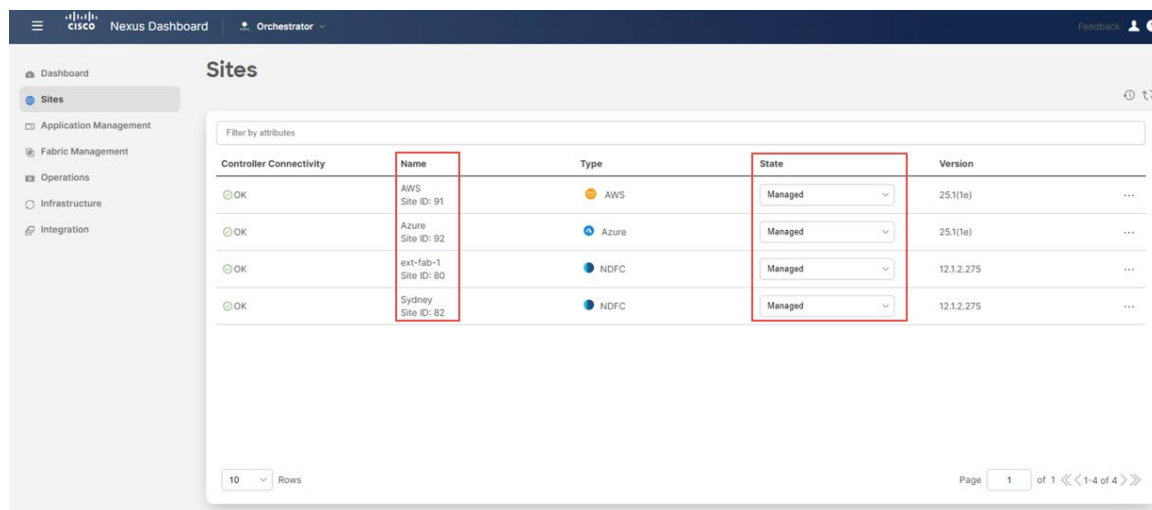 CISCO Nexus Dashboard Orchestrator Feedback
Dashboard
Sites
Application Management
Fabric Management
Operations
Infrastructure
Integration
Sites
Filter by attributes
Controller Connectivity Name Type State Version
OK AWS Site ID: 91 AWS Managed 25.1(1e) ...
OK Azure Site ID: 92 Azure Managed 25.1(1e) ...
OK ext-fab-1 Site ID: 80 NDFC Managed 12.1.2.275 ...
OK Sydney Site ID: 82 NDFC Managed 12.1.2.275 ...
10 Rows Page 1 of 1 1-4 of 4